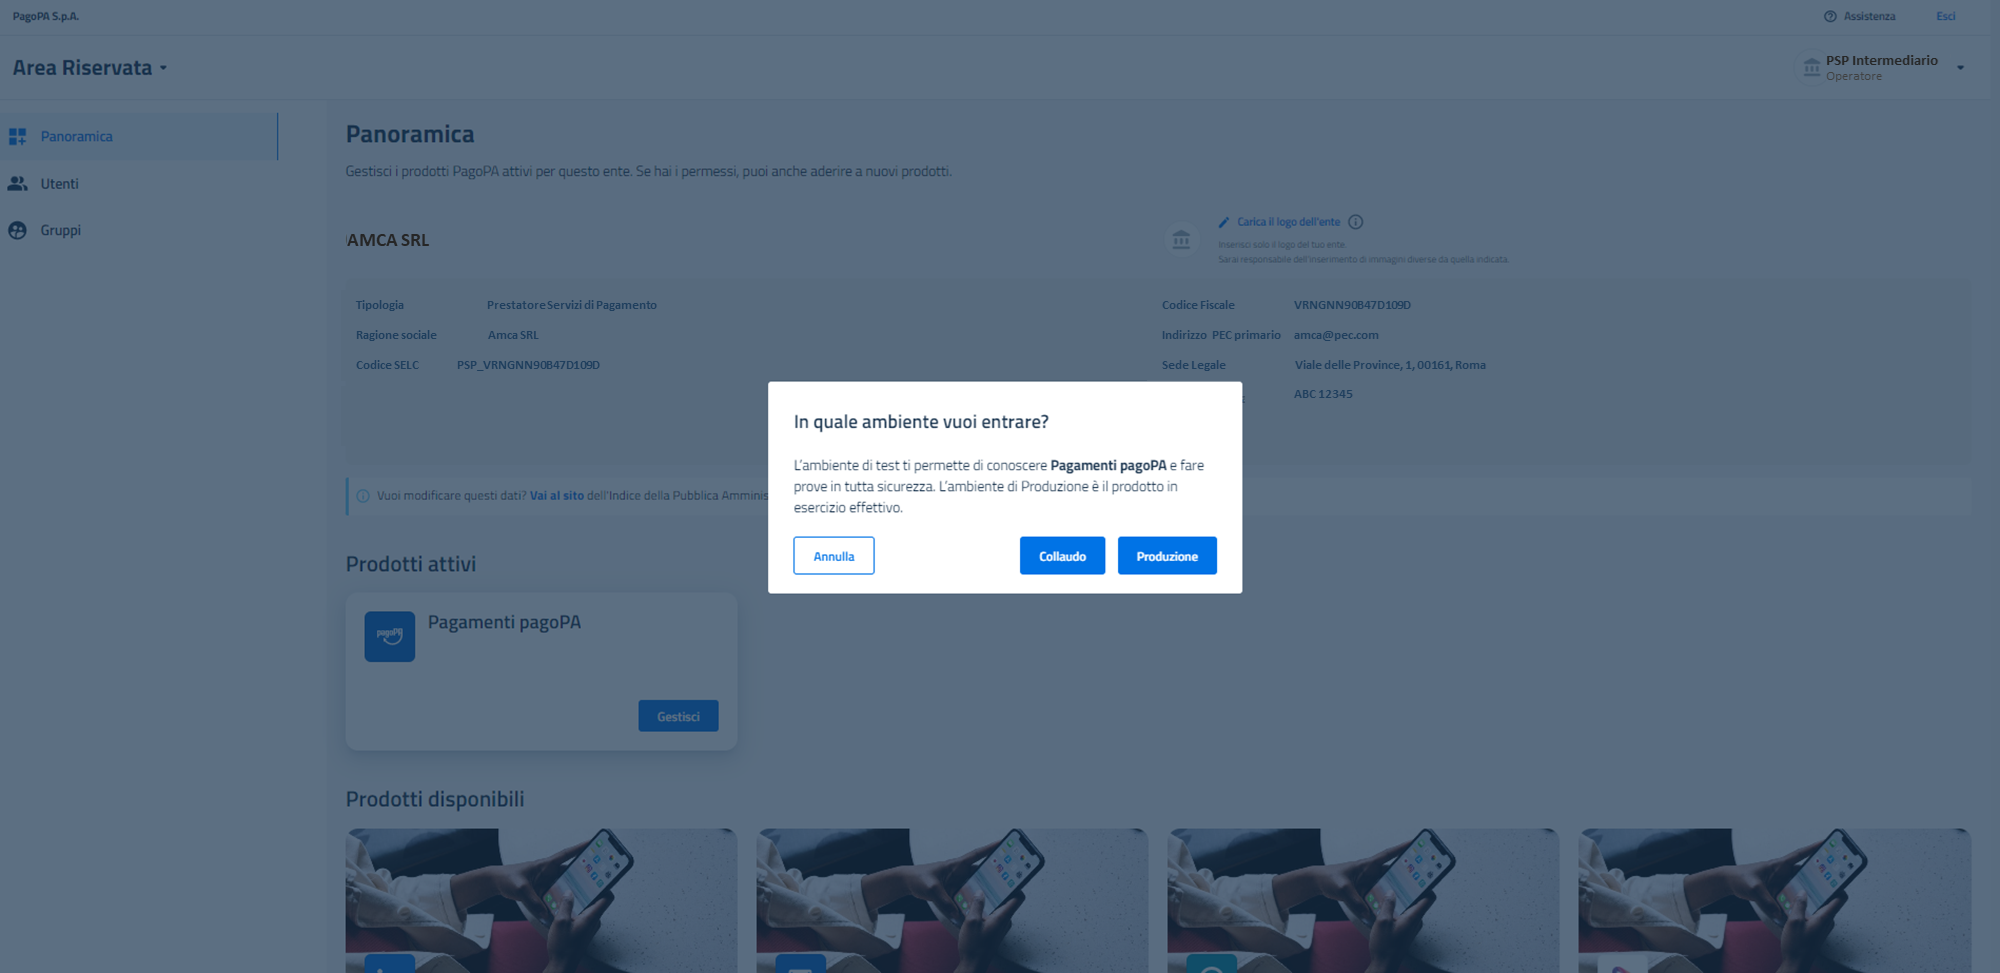 PagoPA S.p.A.
Assistenza
Esci
Area Riservata
PSP Intermediario
Operatore
Panoramica
Utenti
Gruppi
Panoramica
Gestisci i prodotti PagoPA attivi per questo ente. Se hai i permessi, puoi anche aderire a nuovi prodotti.
AMCA SRL
Carica il logo dell'ente
Inserisci solo il logo del tuo ente.
Sarai responsabile dell'inserimento di immagini diverse da quella indicata.
Tipologia Prestatore Servizi di Pagamento
Ragione sociale Amca SRL
Codice SELC PSP_VRNGNN90B47D109D
Codice Fiscale VRNGNN90B47D109D
Indirizzo PEC primario amca@pec.com
Sede Legale Viale delle Province, 1, 00161, Roma
ABC 12345
In quale ambiente vuoi entrare?
L'ambiente di test ti permette di conoscere Pagamenti pagoPA e fare
prove in tutta sicurezza. L'ambiente di Produzione è il prodotto in
esercizio effettivo.
Annulla
Collaudo
Produzione
Vuoi modificare questi dati? Vai al sito dell'Indice della Pubblica Amminis
Prodotti attivi
pagoPA
Pagamenti pagoPA
Gestisci
Prodotti disponibili